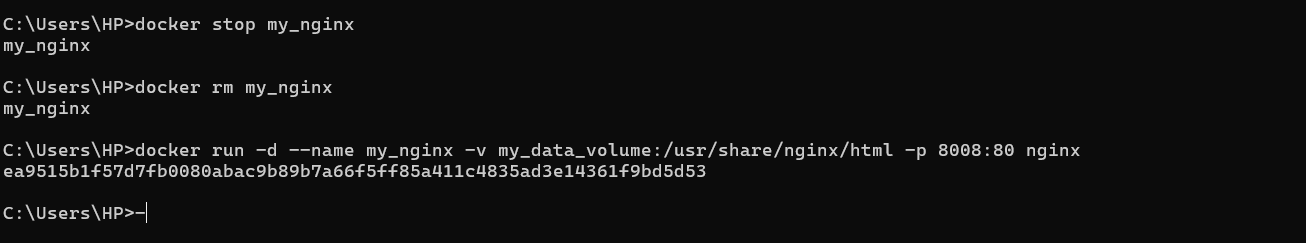 C:\Users\HP>docker stop my_nginx
my_nginx
C:\Users\HP>docker rm my_nginx
my_nginx
C:\Users\HP>docker run -d --name my_nginx -v my_data_volume:/usr/share/nginx/html -p 8008:80 nginx
ea9515b1f57d7fb0080abac9b89b7a66f5ff85a411c4835ad3e14361f9bd5d53
C:\Users\HP>-